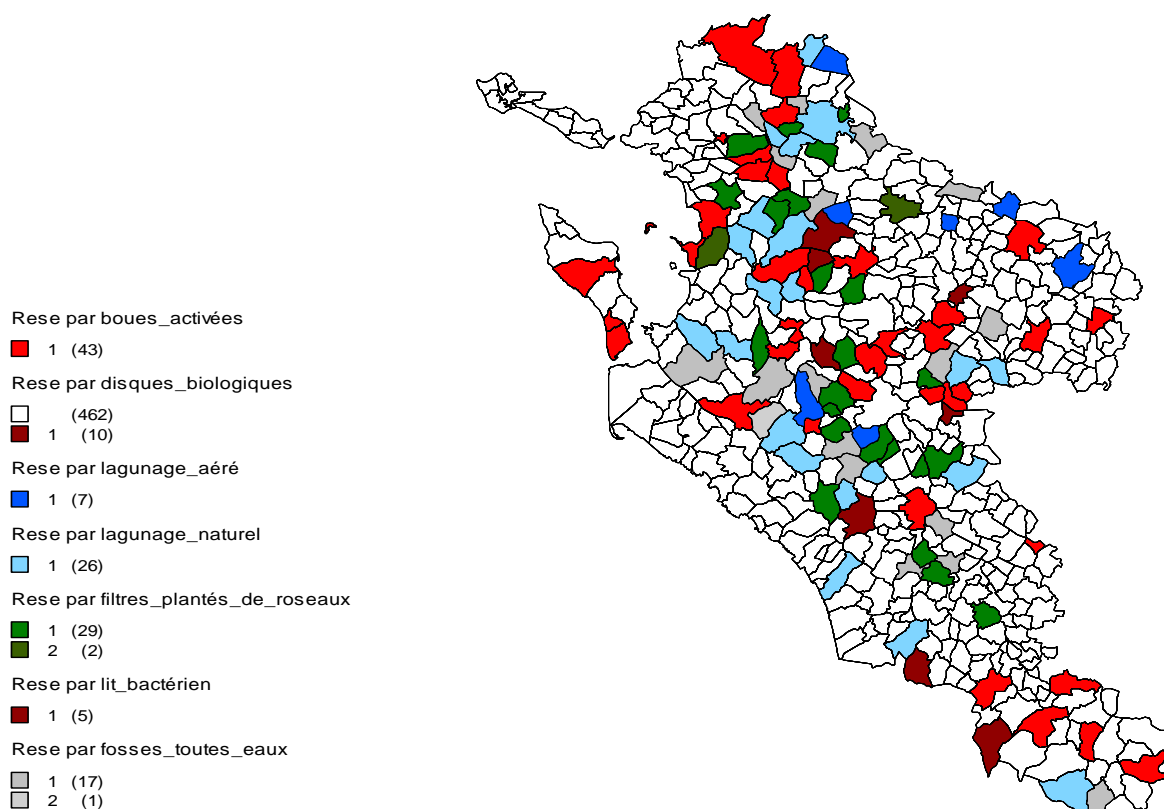 Rese par boues_activées
1 (43)
Rese par disques_biologiques
(462)
1 (10)
Rese par lagunage_aéré
1 (7)
Rese par lagunage_naturel
1 (26)
Rese par filtres_plantés_de_roseaux
1 (29)
2 (2)
Rese par lit_bactérien
1 (5)
Rese par fosses_toutes_eaux
1 (17)
2 (1)